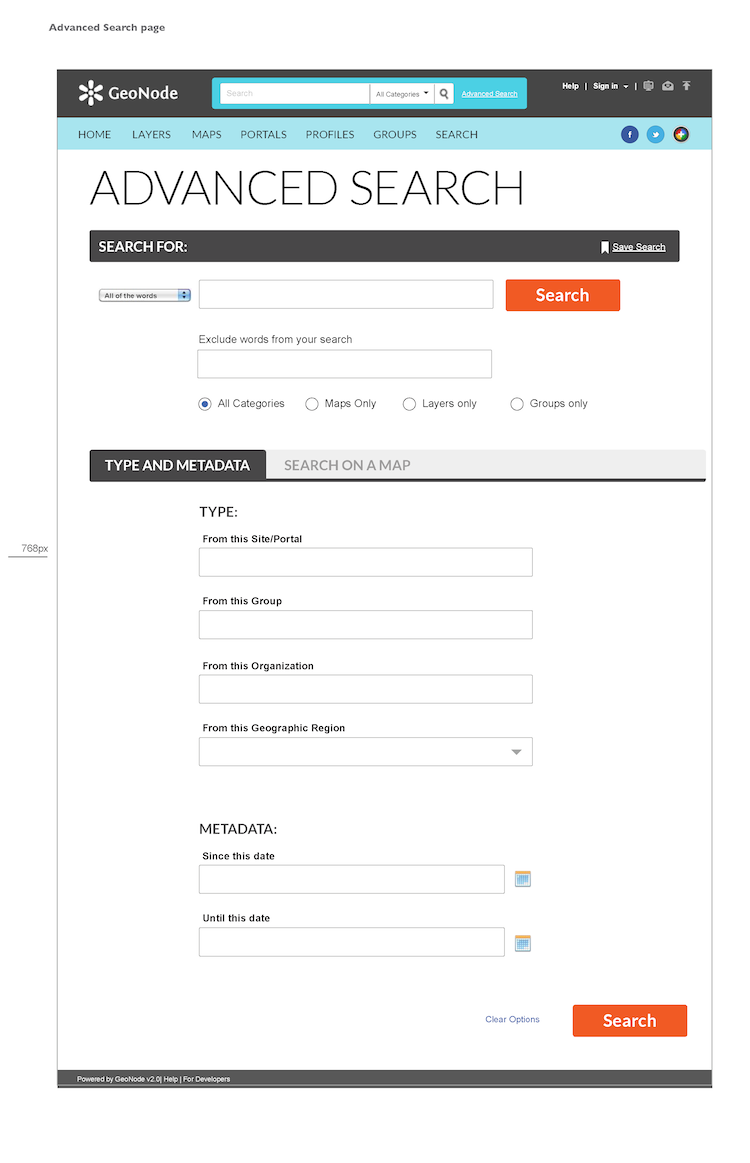 Advanced Search page
GeoNode
Search
All Categories
Advanced Search
Help | Sign in |
HOME LAYERS MAPS PORTALS PROFILES GROUPS SEARCH
ADVANCED SEARCH
SEARCH FOR:
Save Search
All of the words
Search
Exclude words from your search
All Categories Maps Only Layers only Groups only
TYPE AND METADATA SEARCH ON A MAP
TYPE:
From this Site/Portal
768px
From this Group
From this Organization
From this Geographic Region
METADATA:
Since this date
Until this date
Clear Options
Search
Powered by GeoNode v2.0| Help | For Developers